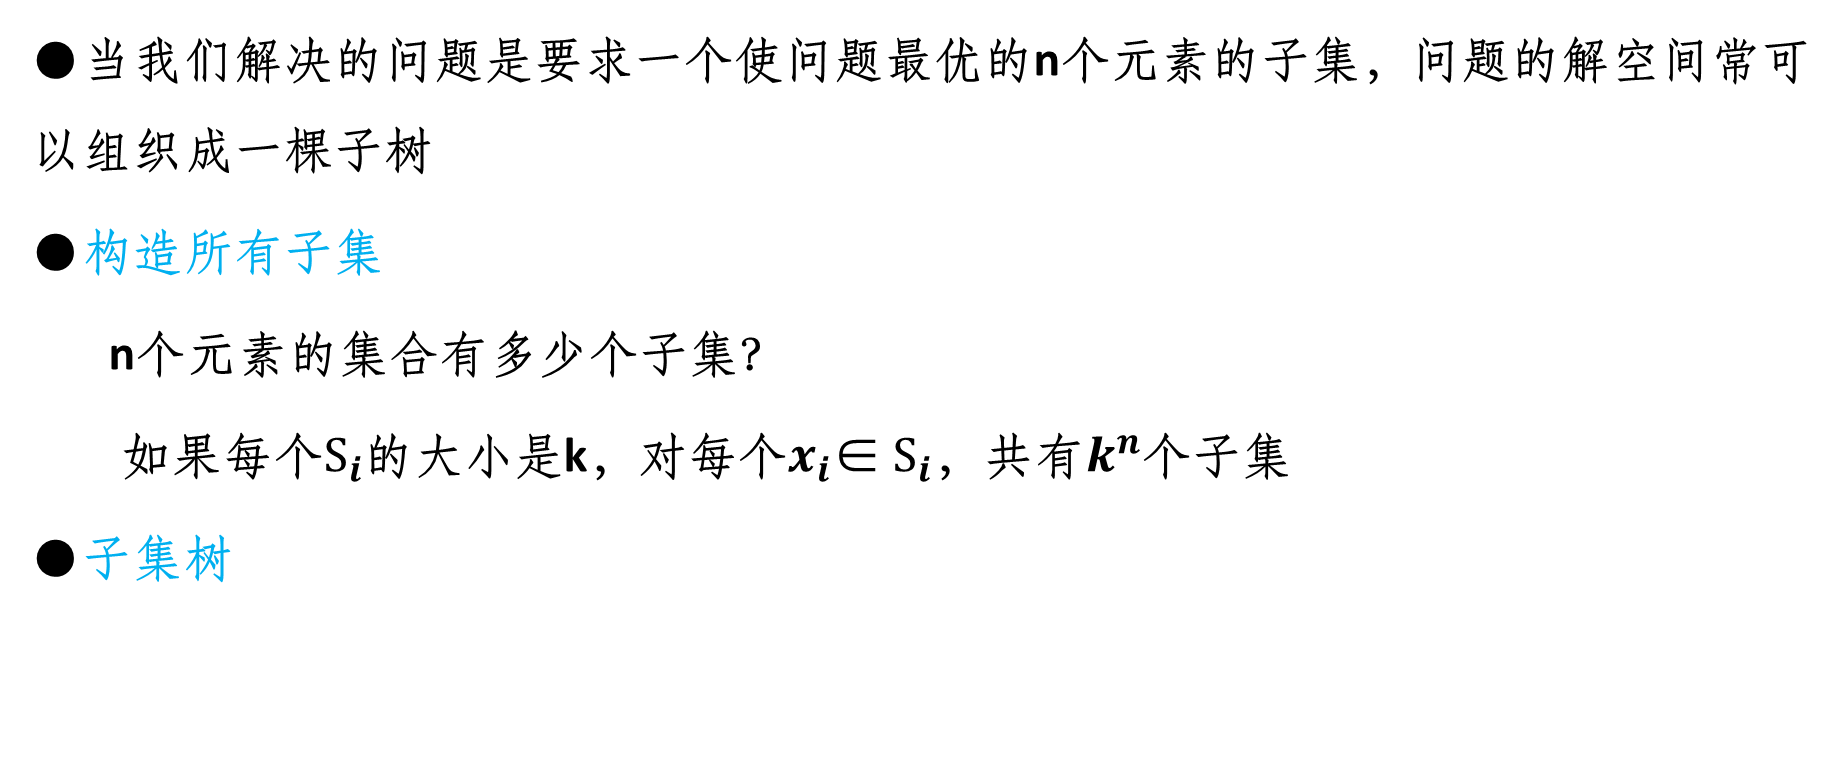 ●当我们解决的问题是要求一个使问题最优的n个元素的子集，问题的解空间常可
以组织成一棵子树
●构造所有子集
n个元素的集合有多少个子集？
如果每个Sᵢ的大小是k，对每个xᵢ∈ Sᵢ，共有kⁿ个子集
●子集树